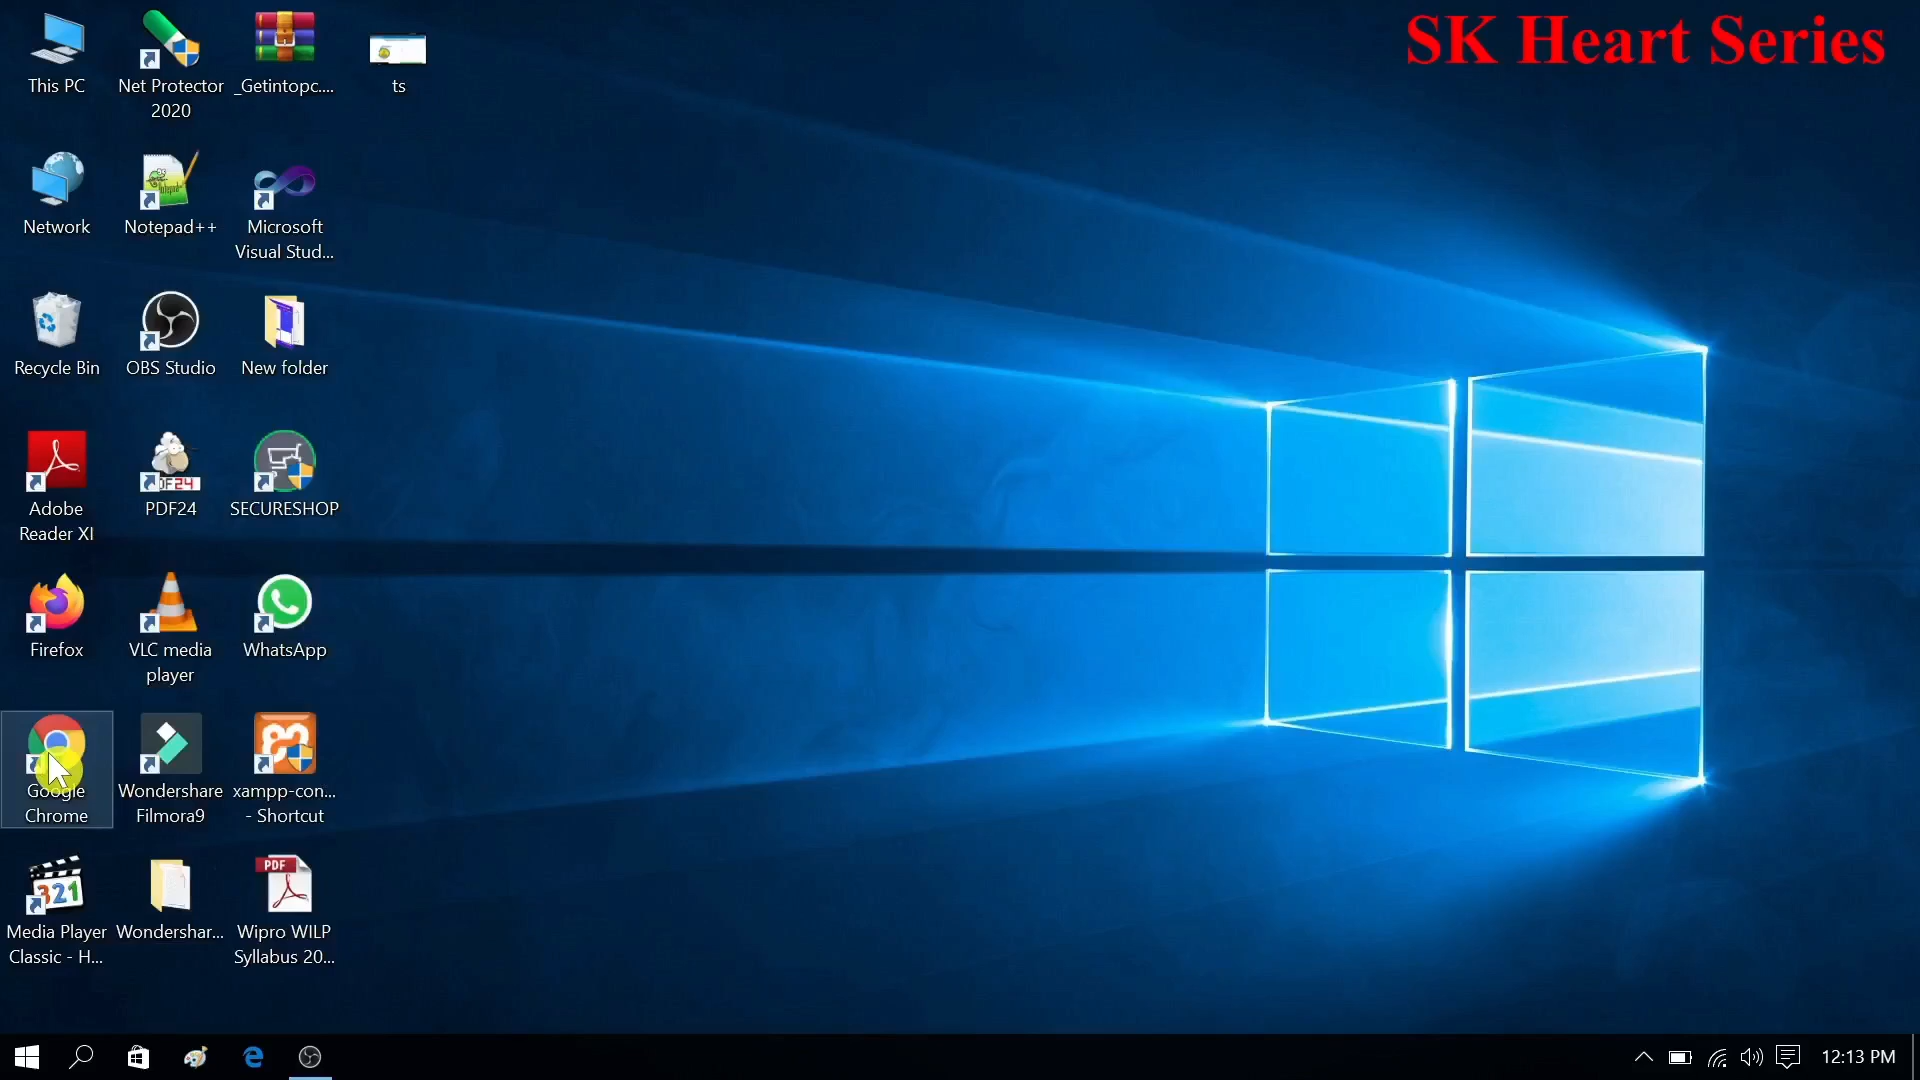 SK Heart Series
This PC
Net Protector
2020
_Getintopc....
ts
Network
Notepad++
Microsoft
Visual Stud...
Recycle Bin
OBS Studio
New folder
Adobe
Reader XI
PDF24
SECURESHOP
Firefox
VLC media
player
WhatsApp
Google
Chrome
Wondershare
Filmora9
xampp-con...
- Shortcut
321
Media Player
Classic - H...
Wondershar...
PDF
Wipro WILP
Syllabus 20...
12:13 PM